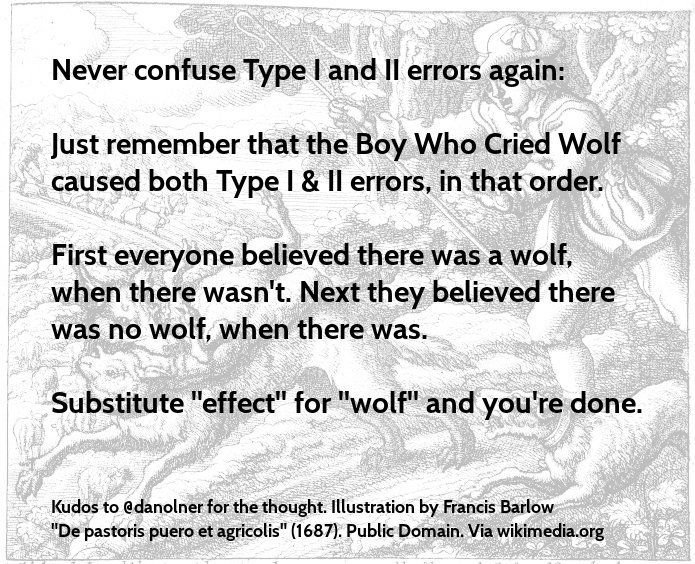 Never confuse Type I and II errors again:
Just remember that the Boy Who Cried Wolf
caused both Type I & II errors, in that order.
First everyone believed there was a wolf,
when there wasn't. Next they believed there
was no wolf, when there was.
Substitute "effect" for "wolf" and you're done.
Kudos to @danolner for the thought. Illustration by Francis Barlow
"De pastoris puero et agricolis" (1687). Public Domain. Via wikimedia.org